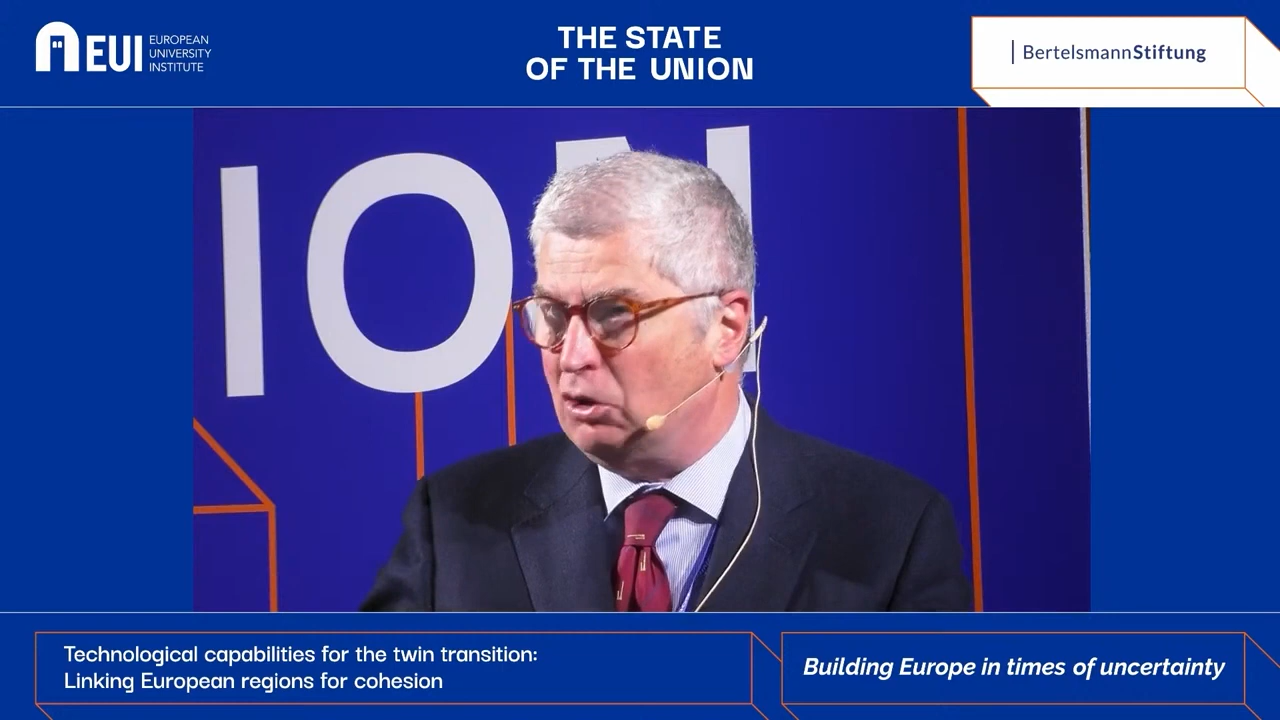 EUI
EUROPEAN
UNIVERSITY
INSTITUTE
THE STATE
OF THE UNION
BertelsmannStiftung
ION
Technological capabilities for the twin transition:
Linking European regions for cohesion
Building Europe in times of uncertainty